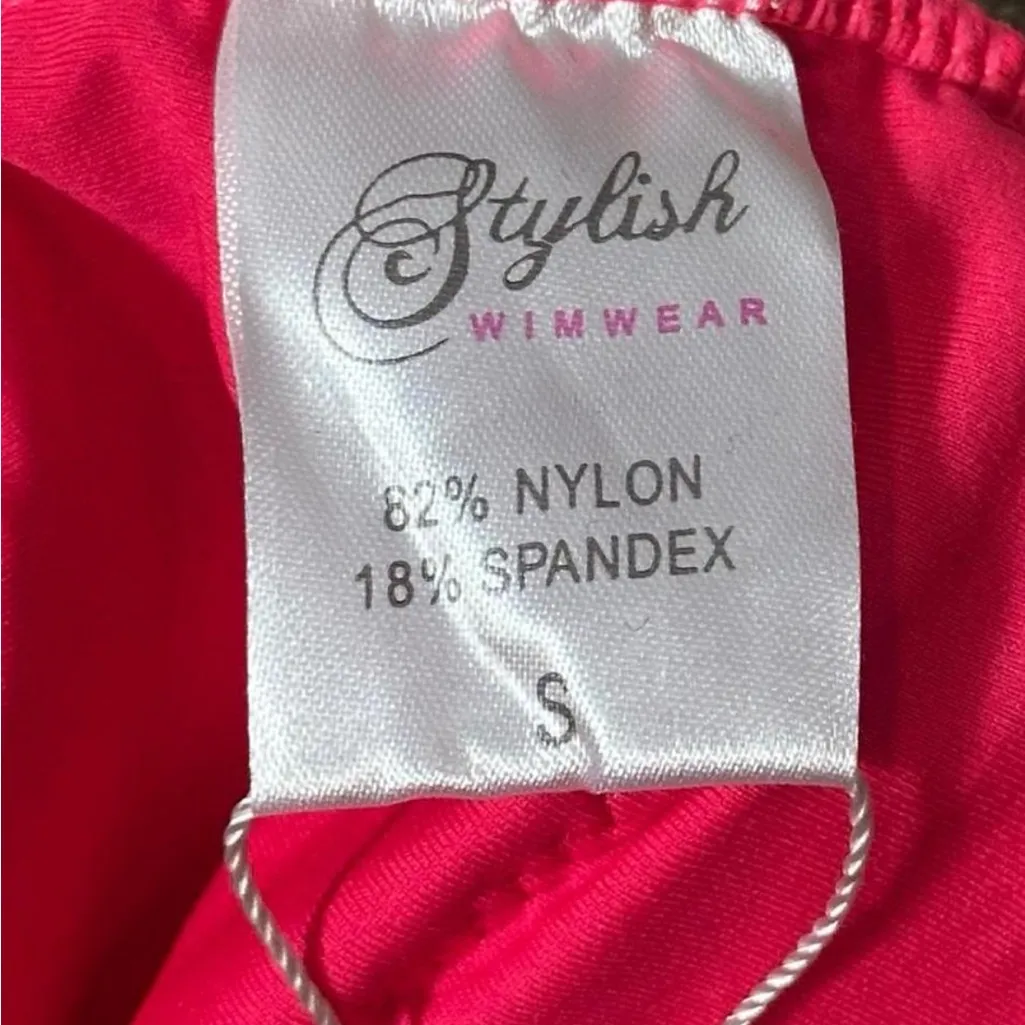 Stylish
WIMWEAR
82% NYLON
18% SPANDEX
S